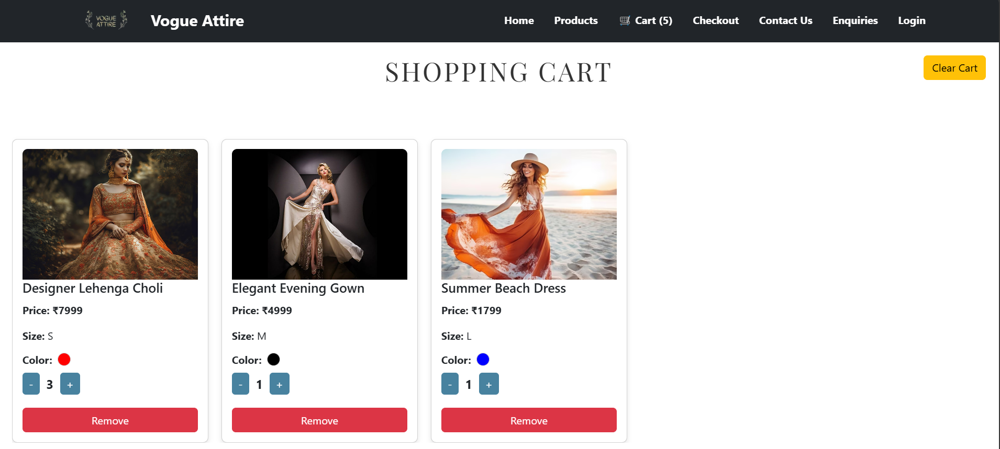 VOGUE
ATTIRE
Vogue Attire
Home
Products
Cart (5)
Checkout
Contact Us
Enquiries
Login
SHOPPING CART
Clear Cart
Designer Lehenga Choli
Price: ₹7999
Size: S
Color:
- 3 +
Remove
Elegant Evening Gown
Price: ₹4999
Size: M
Color:
- 1 +
Remove
Summer Beach Dress
Price: ₹1799
Size: L
Color:
- 1 +
Remove